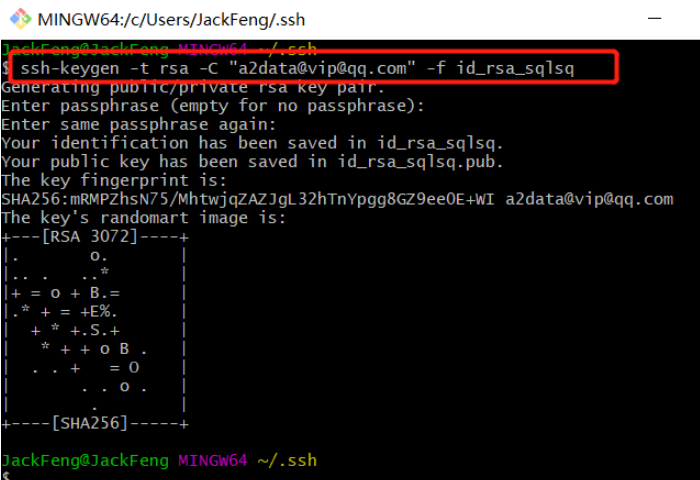 MINGW64:/c/Users/JackFeng/.ssh
JackFeng@JackFeng MINGW64 ~/.ssh
$ ssh-keygen -t rsa -C "a2data@vip@qq.com" -f id_rsa_sqlsq
Generating public/private rsa key pair.
Enter passphrase (empty for no passphrase):
Enter same passphrase again:
Your identification has been saved in id_rsa_sqlsq.
Your public key has been saved in id_rsa_sqlsq.pub.
The key fingerprint is:
SHA256:mRMPZhsN75/MhtwjqZAZJgL32hTnYpgg8GZ9eeOE+WI a2data@vip@qq.com
The key's randomart image is:
+---[RSA 3072]----+
|.       o.       |
|.. .   ..*       |
|+ = o + B.=      |
|.* + = +E%.      |
|  + * +.S.+      |
|   * + + o B .   |
|  . . +   = O    |
|       . . o .   |
|        .        |
+----[SHA256]-----+
JackFeng@JackFeng MINGW64 ~/.ssh
$